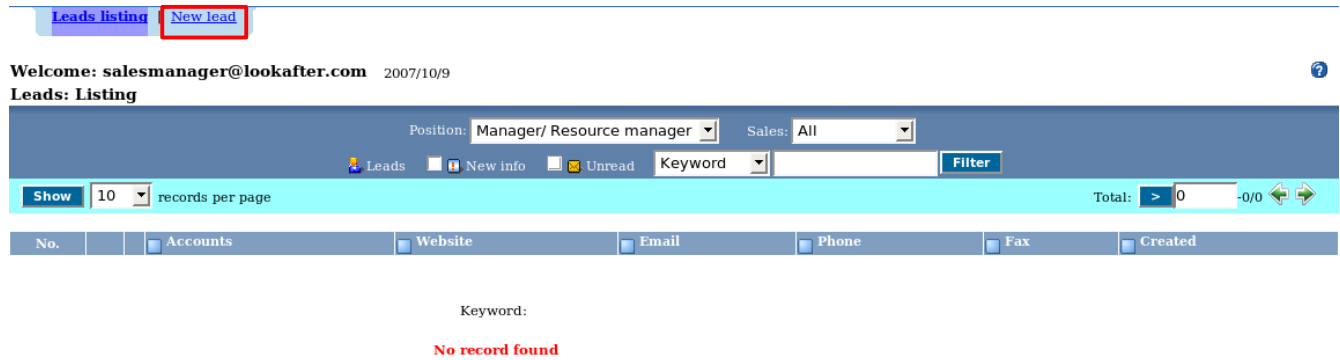 Leads listing | New lead
Welcome: salesmanager@lookafter.com 2007/10/9
Leads: Listing
Position: Manager/ Resource manager Sales: All
Leads New info Unread Keyword Filter
Show 10 records per page Total: > 0 -0/0
No. Accounts Website Email Phone Fax Created
Keyword:
No record found